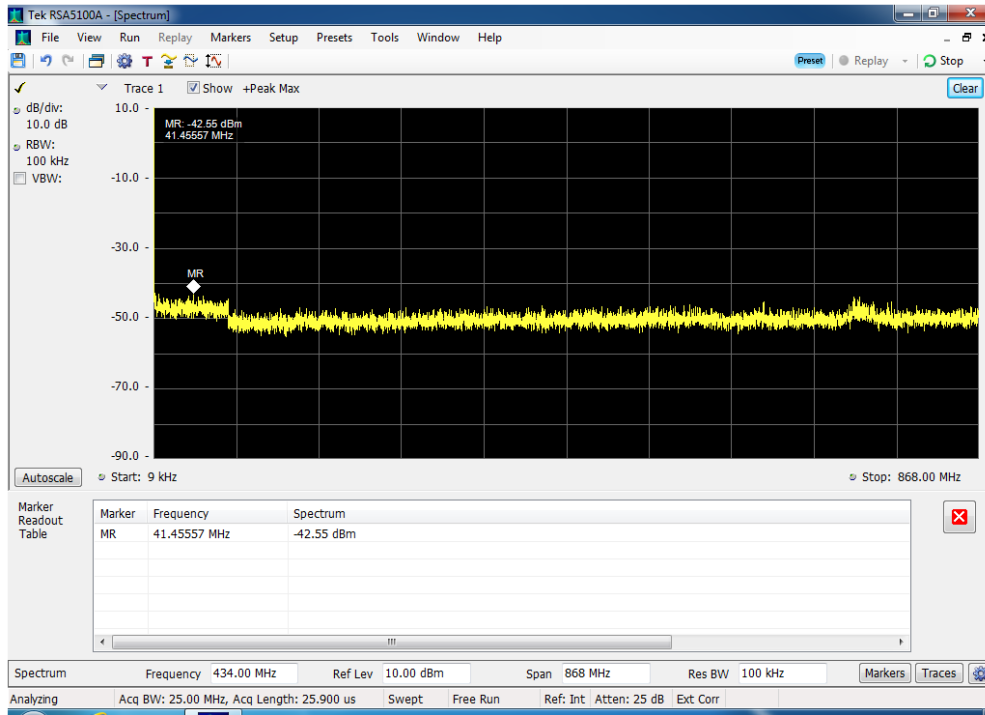 Tek RSA5100A - [Spectrum]
File View Run Replay Markers Setup Presets Tools Window Help
T Preset Replay Stop
Trace 1 Show +Peak Max Clear
dB/div:
10.0 dB
RBW:
100 kHz
VBW:
10.0 -
-10.0 -
-30.0 -
-50.0 -
-70.0 -
-90.0 -
MR: -42.55 dBm
41.45557 MHz
MR
Autoscale Start: 9 kHz Stop: 868.00 MHz
Marker
Readout
Table
Marker Frequency Spectrum
MR 41.45557 MHz -42.55 dBm
Spectrum Frequency 434.00 MHz Ref Lev 10.00 dBm Span 868 MHz Res BW 100 kHz Markers Traces
Analyzing Acq BW: 25.00 MHz, Acq Length: 25.900 us Swept Free Run Ref: Int Atten: 25 dB Ext Corr